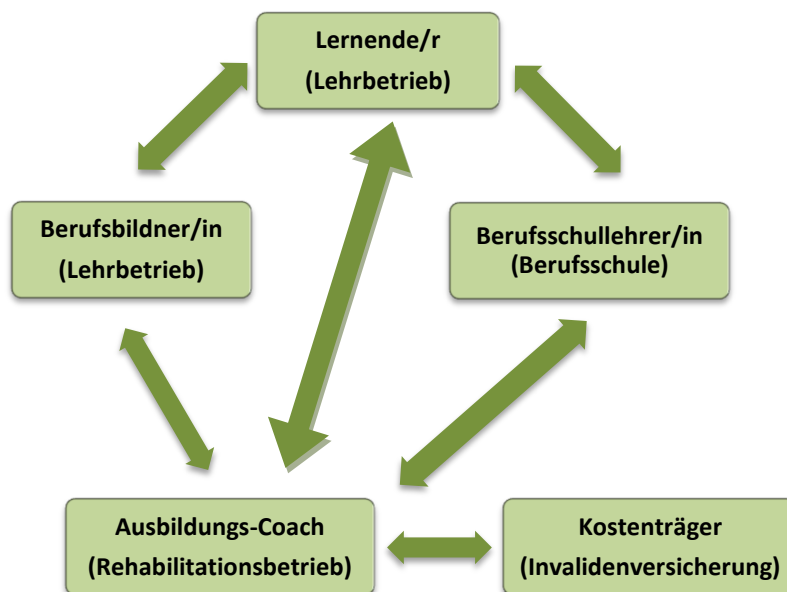 Lernende/r
(Lehrbetrieb)
Berufsbildner/in
(Lehrbetrieb)
Berufsschullehrer/in
(Berufsschule)
Ausbildungs-Coach
(Rehabilitationsbetrieb)
Kostenträger
(Invalidenversicherung)